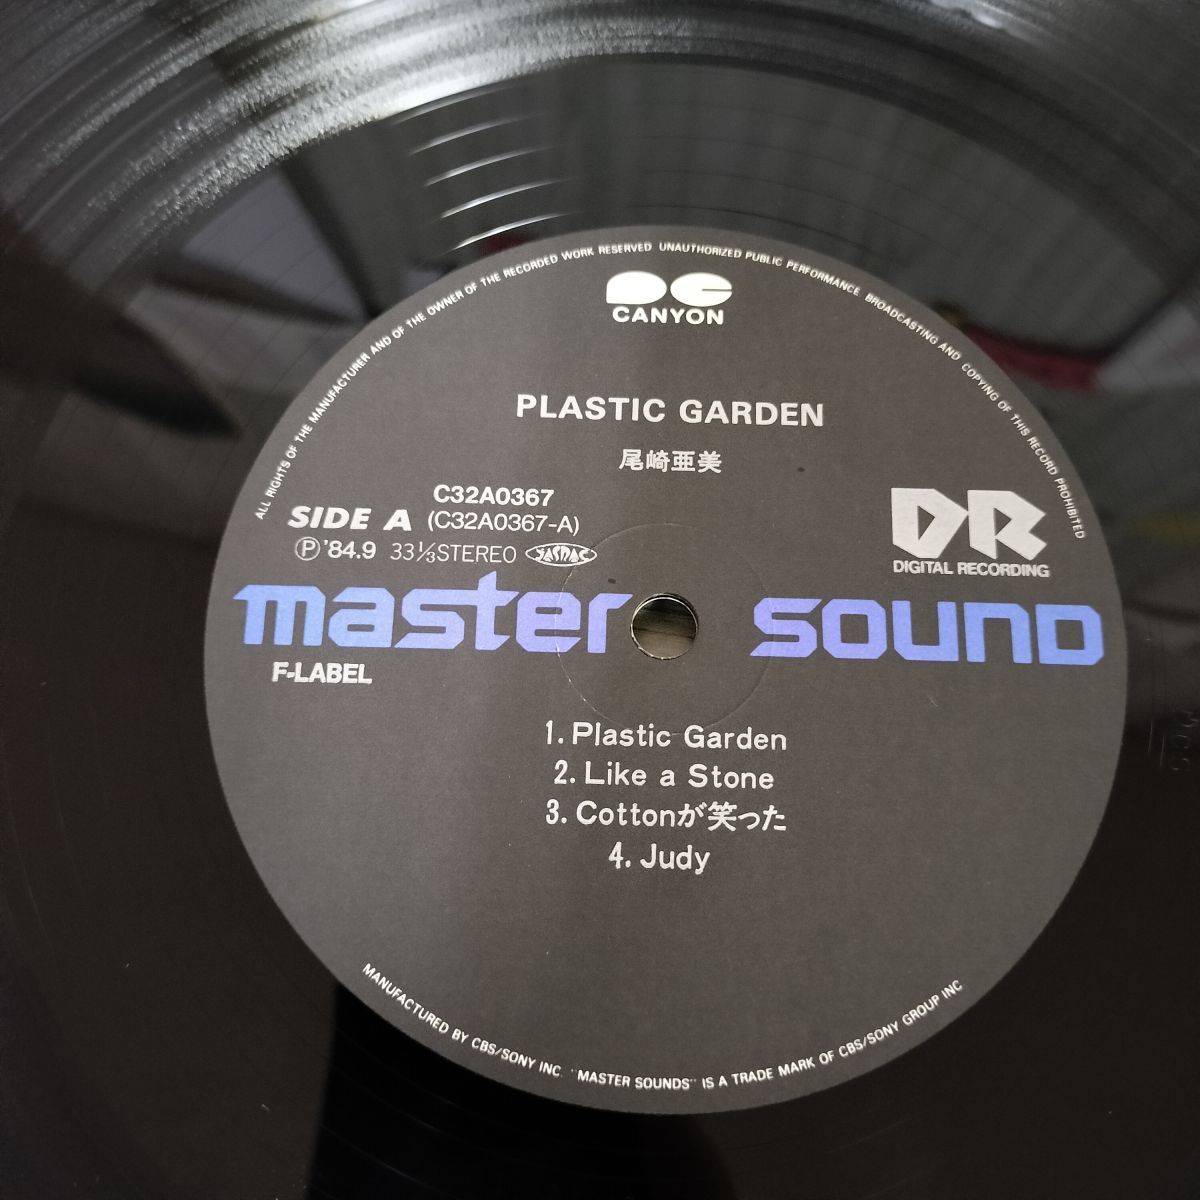 ALL RIGHTS OF THE MANUFACTURER AND OF THE OWNER OF THE RECORDED WORK RESERVED UNAUTHORIZED PUBLIC PERFORMANCE BROADCASTING AND COPYING OF THIS RECORD PROHIBITED
CANYON
PLASTIC GARDEN
尾崎亜美
C32A0367
SIDE A (C32A0367-A)
Ⓟ'84.9 33⅓STEREO JASRAC
DR
DIGITAL RECORDING
master sound
F-LABEL
1. Plastic Garden
2. Like a Stone
3. Cottonが笑った
4. Judy
MANUFACTURED BY CBS/SONY INC. "MASTER SOUNDS" IS A TRADE MARK OF CBS/SONY GROUP INC